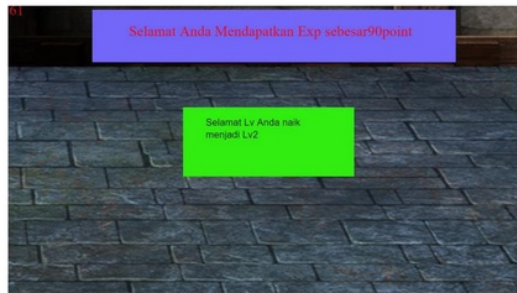 61
Selamat Anda Mendapatkan Exp sebesar90point
Selamat Lv Anda naik
menjadi Lv2